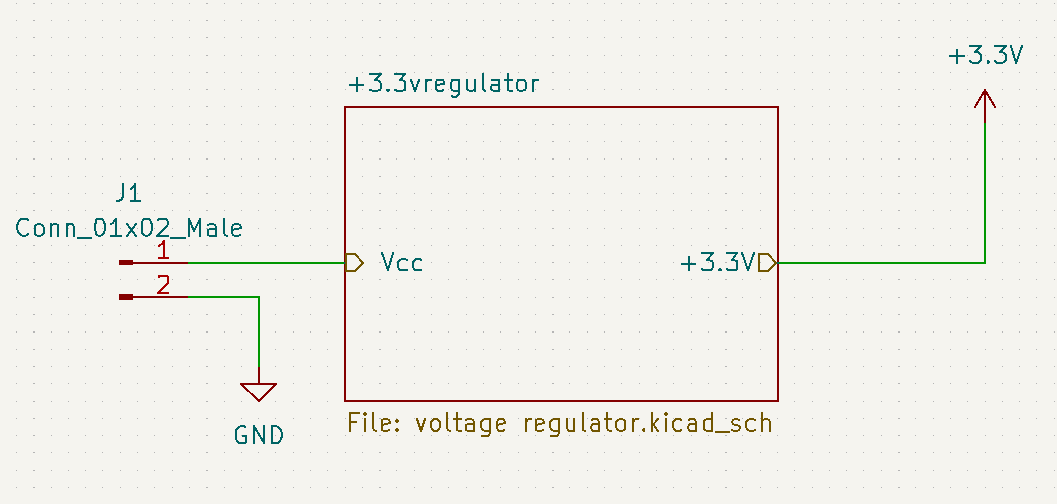 +3.3V
+3.3vregulator
J1
Conn_01x02_Male
1
Vcc
+3.3V
2
File: voltage regulator.kicad_sch
GND